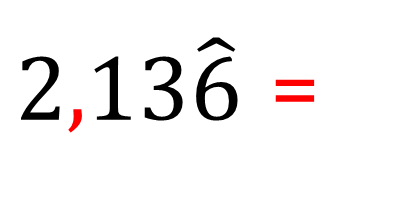 2,136̂ =